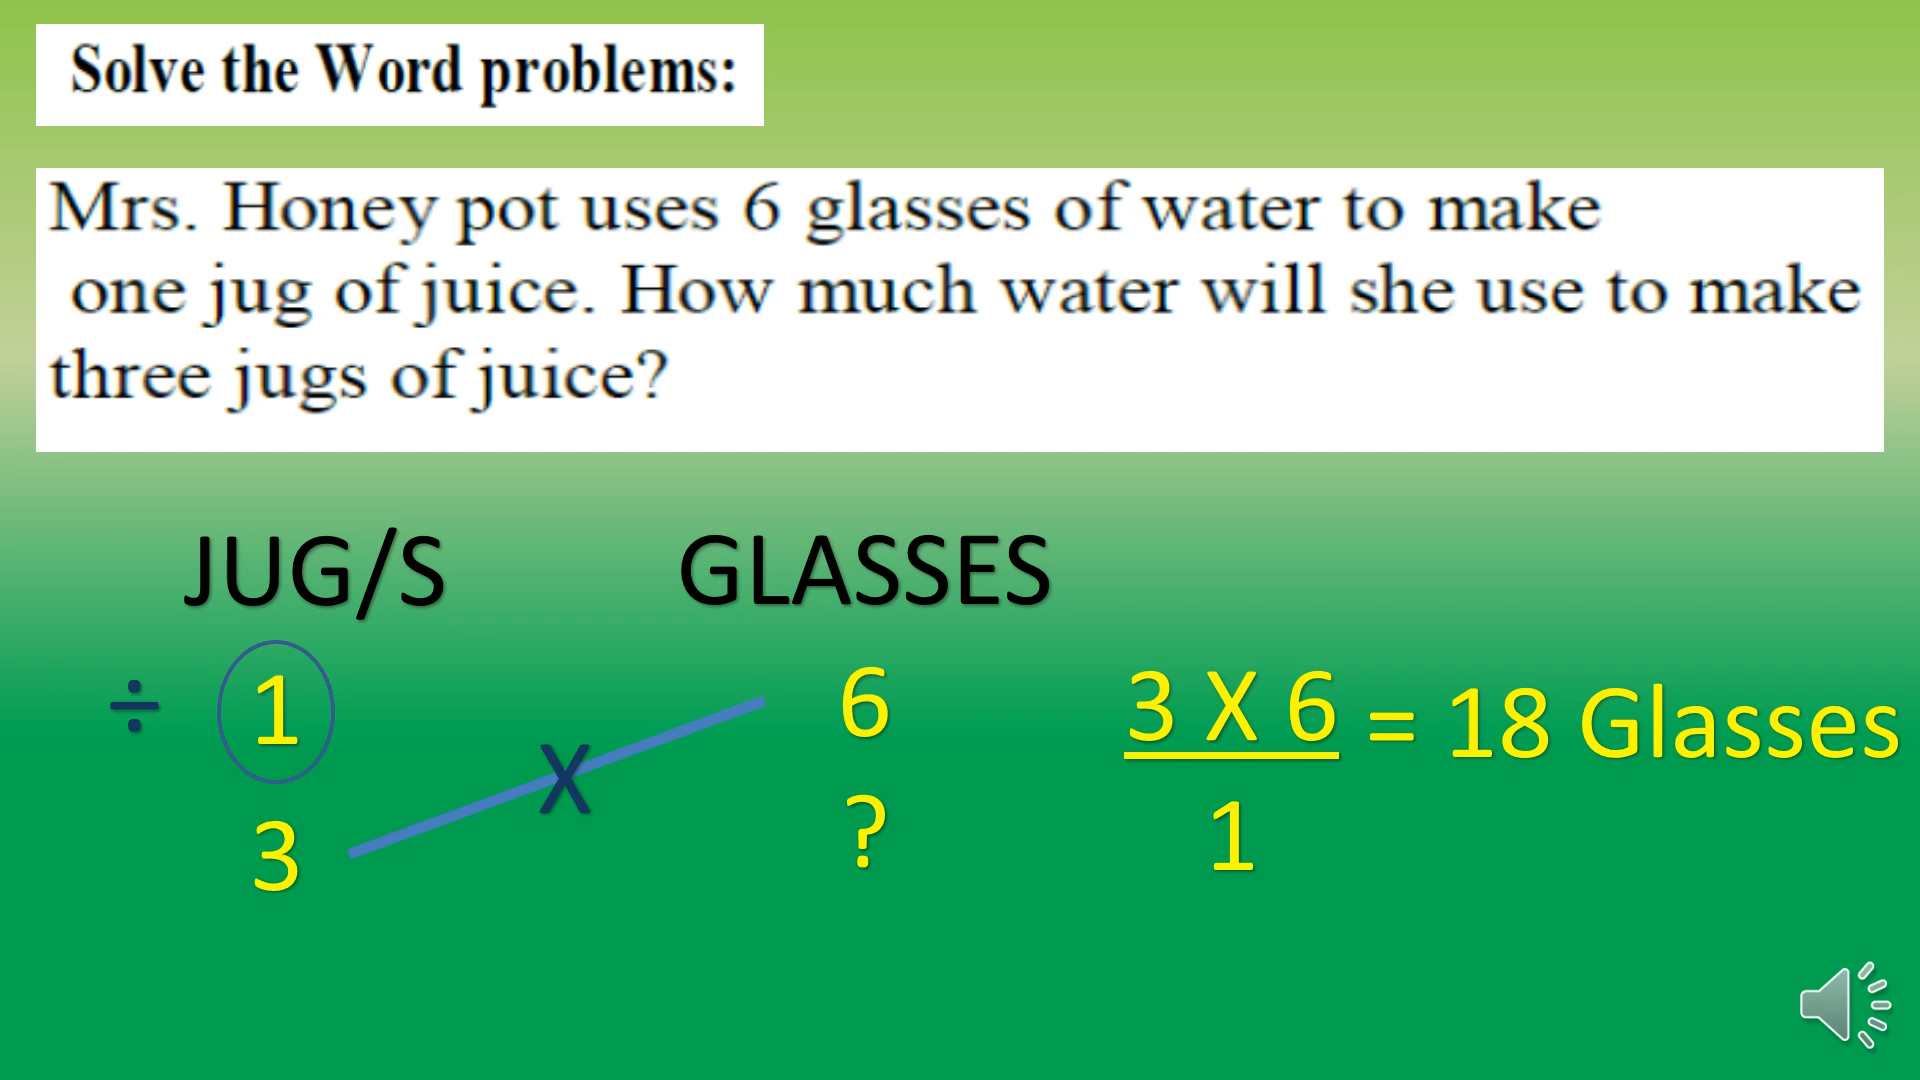 Solve the Word problems:
Mrs. Honey pot uses 6 glasses of water to make
one jug of juice. How much water will she use to make
three jugs of juice?
JUG/S GLASSES
÷ 1 6 3 X 6 = 18 Glasses
X
3 ? 1